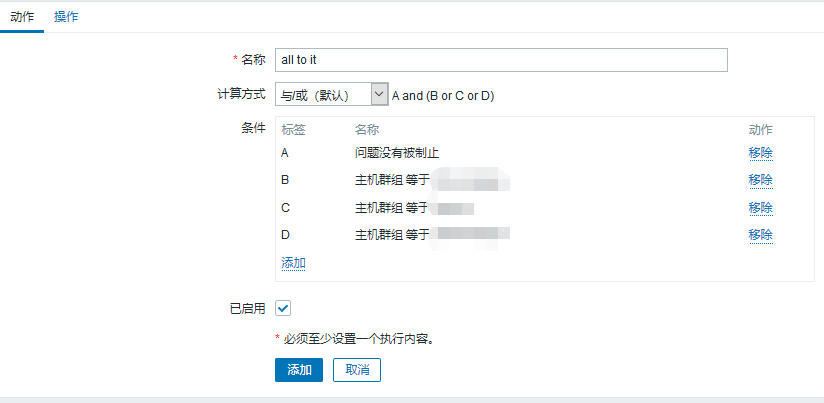 动作 操作
* 名称 all to it
计算方式 与/或（默认） A and (B or C or D)
条件 标签 名称 动作
A 问题没有被制止 移除
B 主机群组 等于 移除
C 主机群组 等于 移除
D 主机群组 等于 移除
添加
已启用
* 必须至少设置一个执行内容。
添加 取消